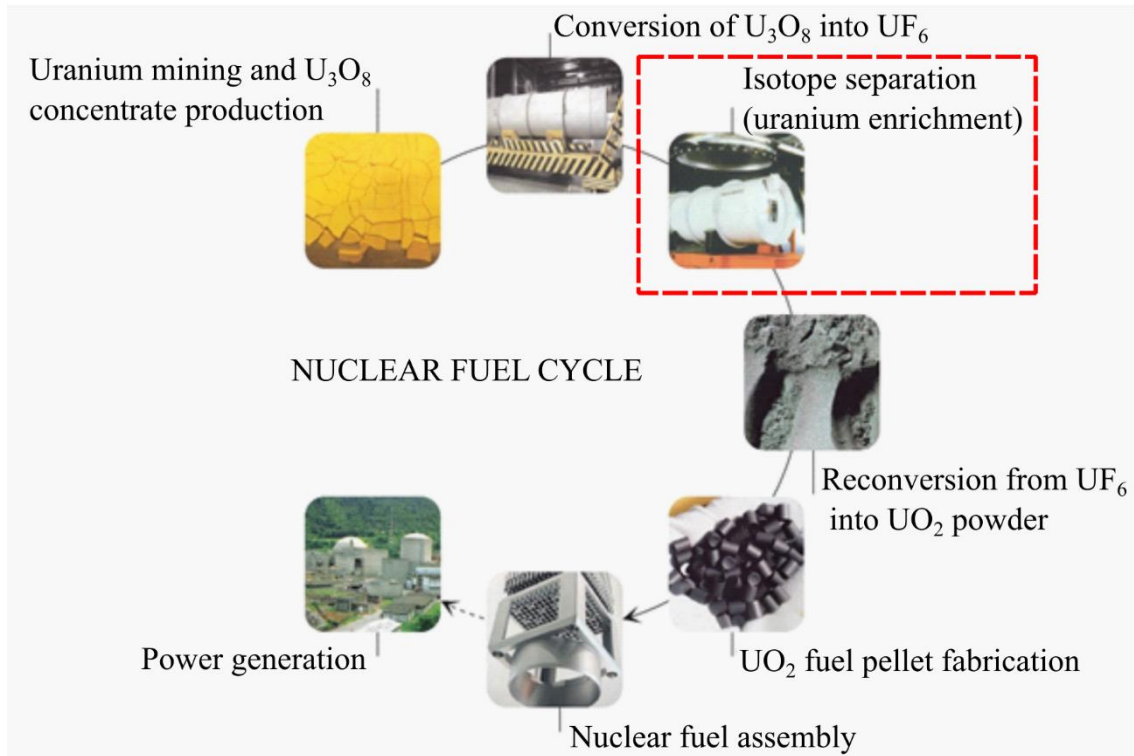 Conversion of U₃O₈ into UF₆
Uranium mining and U₃O₈
concentrate production
Isotope separation
(uranium enrichment)
NUCLEAR FUEL CYCLE
Reconversion from UF₆
into UO₂ powder
Power generation
UO₂ fuel pellet fabrication
Nuclear fuel assembly